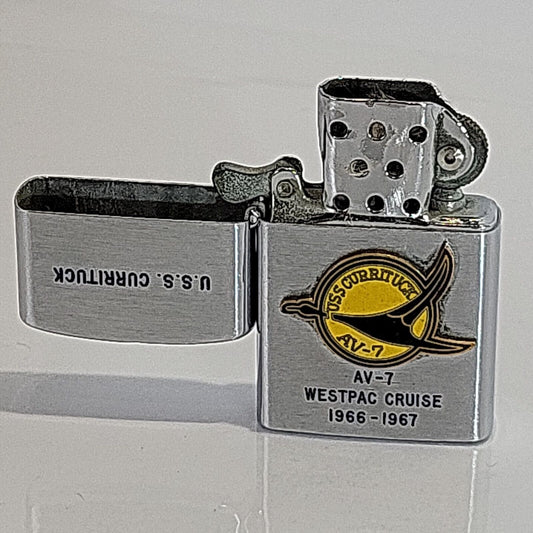 U.S.S. CURRITUCK
USS CURRITUCK
AV-7
AV-7
WESTPAC CRUISE
1966-1967